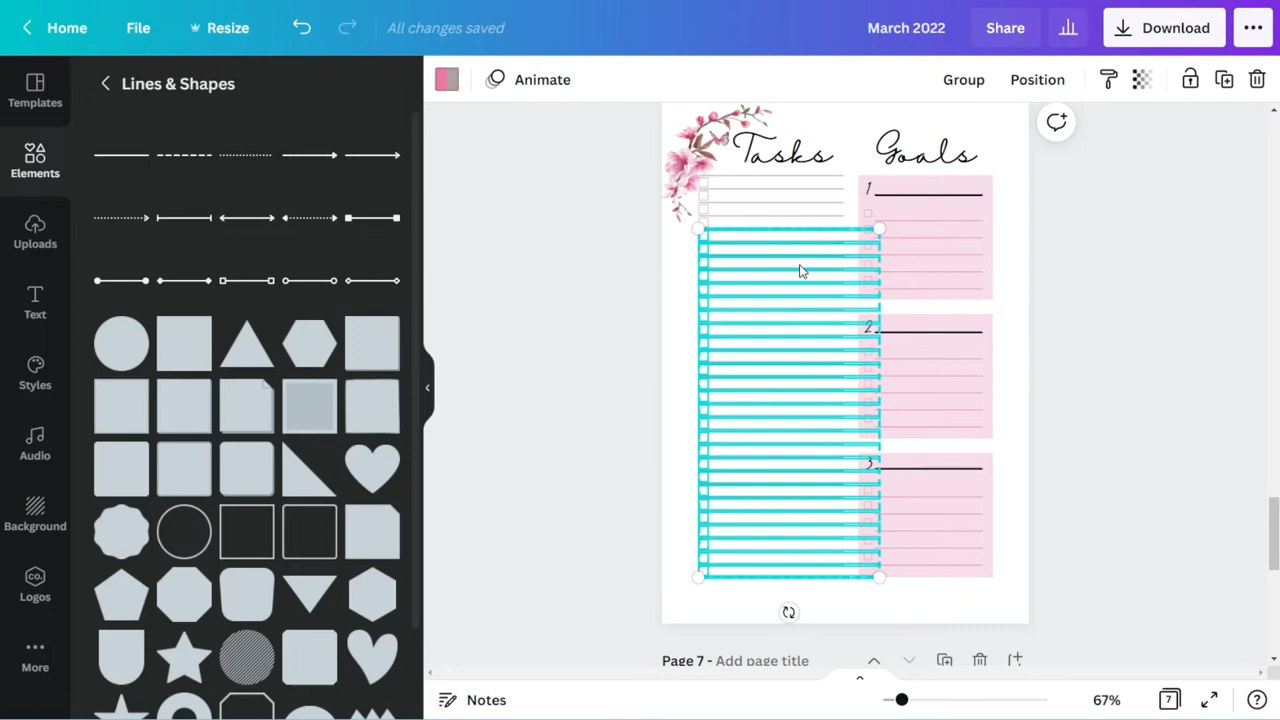 Home File Resize All changes saved March 2022 Share Download
Templates
Elements
Uploads
Text
Styles
Audio
Background
co.
Logos
More
Lines & Shapes
Animate Group Position
Tasks Goals
1
2
3
Page 7 - Add page title
Notes 67% 7